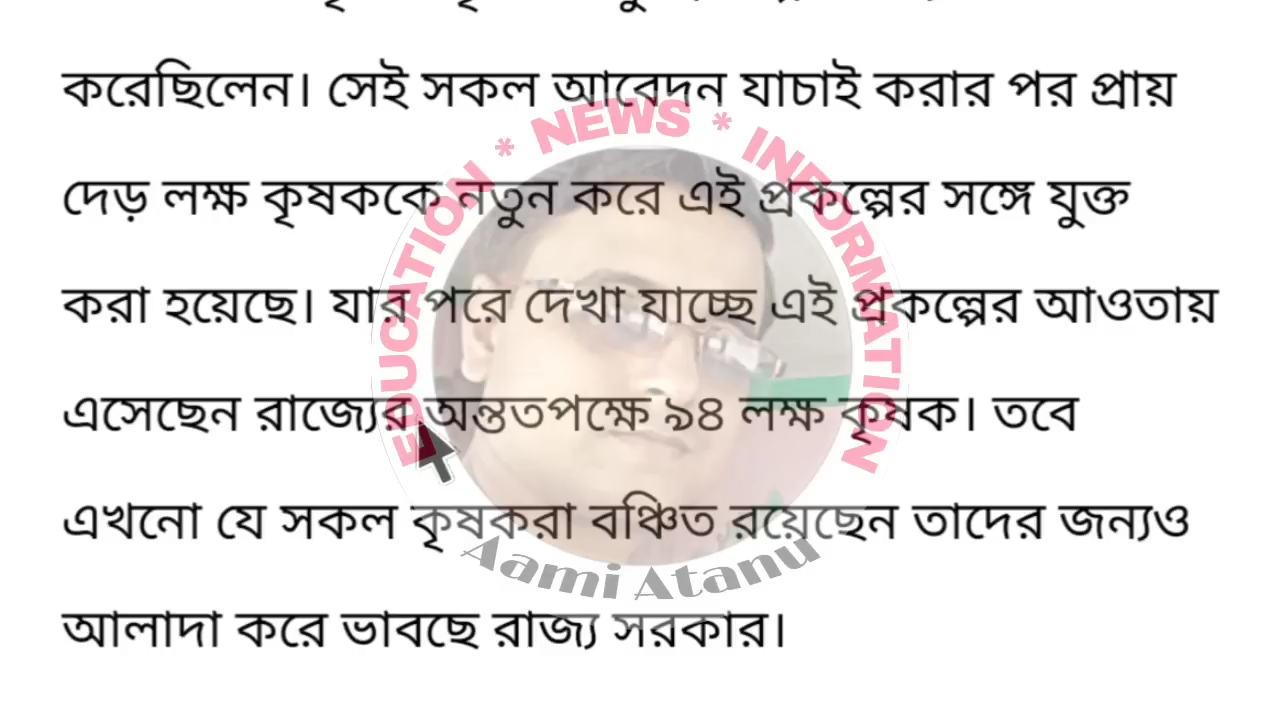 করেছিলেন। সেই সকল আবেদন যাচাই করার পর প্রায়
দেড় লক্ষ কৃষককে নতুন করে এই প্রকল্পের সঙ্গে যুক্ত
করা হয়েছে। যার পরে দেখা যাচ্ছে এই প্রকল্পের আওতায়
এসেছেন রাজ্যের অন্ততপক্ষে ৯৪ লক্ষ কৃষক। তবে
এখনো যে সকল কৃষকরা বঞ্চিত রয়েছেন তাদের জন্যও
আলাদা করে ভাবছে রাজ্য সরকার।
EDUCATION * NEWS * INFORMATION
Aami Atanu